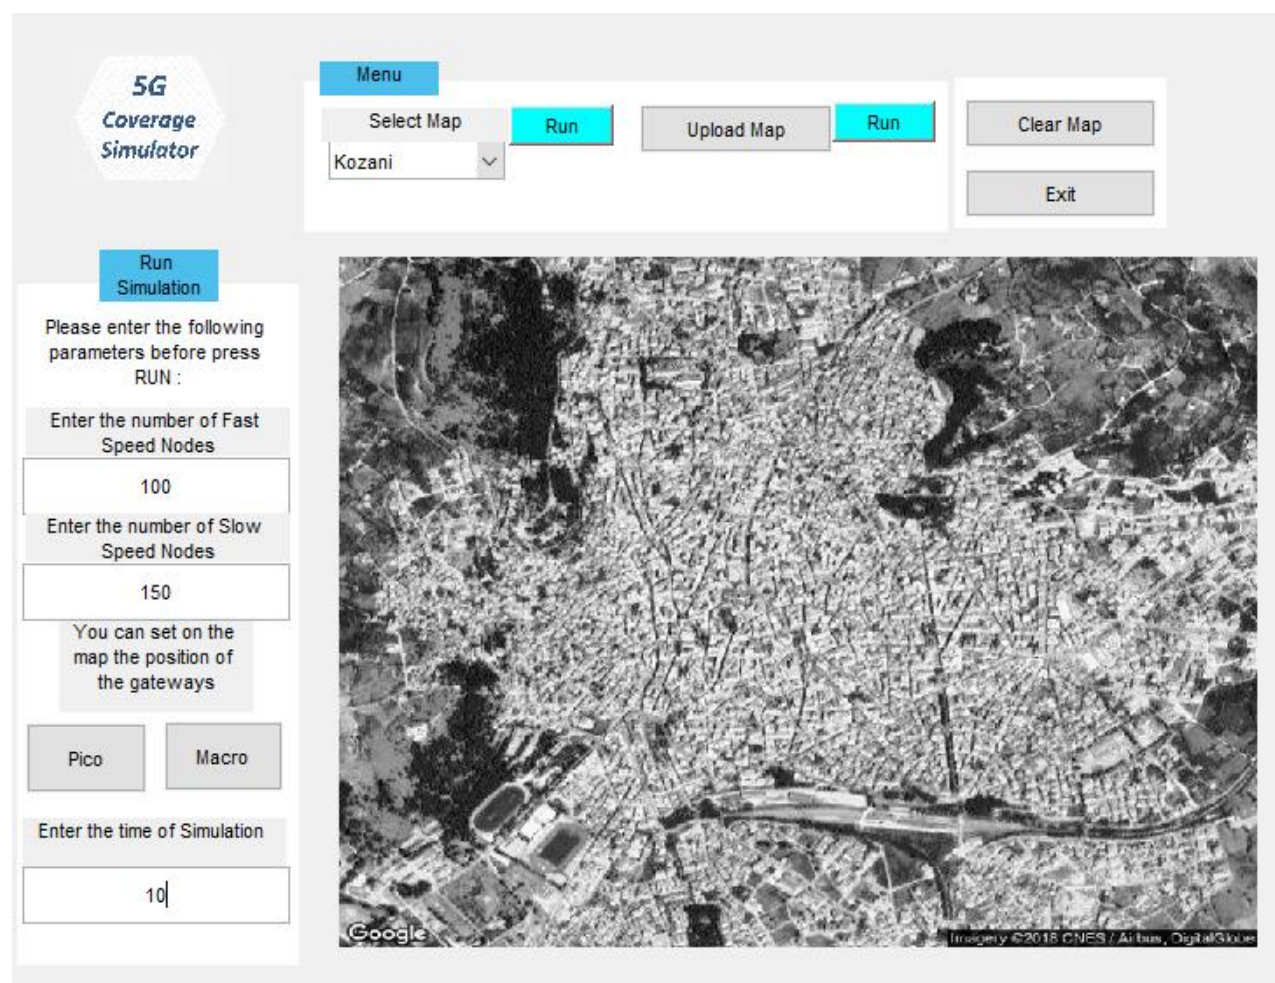 5G
Coverage
Simulator
Menu
Select Map
Run
Upload Map
Run
Clear Map
Kozani
Exit
Run
Simulation
Please enter the following
parameters before press
RUN :
Enter the number of Fast
Speed Nodes
100
Enter the number of Slow
Speed Nodes
150
You can set on the
map the position of
the gateways
Pico
Macro
Enter the time of Simulation
10
Google
Imagery ©2018 CNES / Airbus, DigitalGlobe